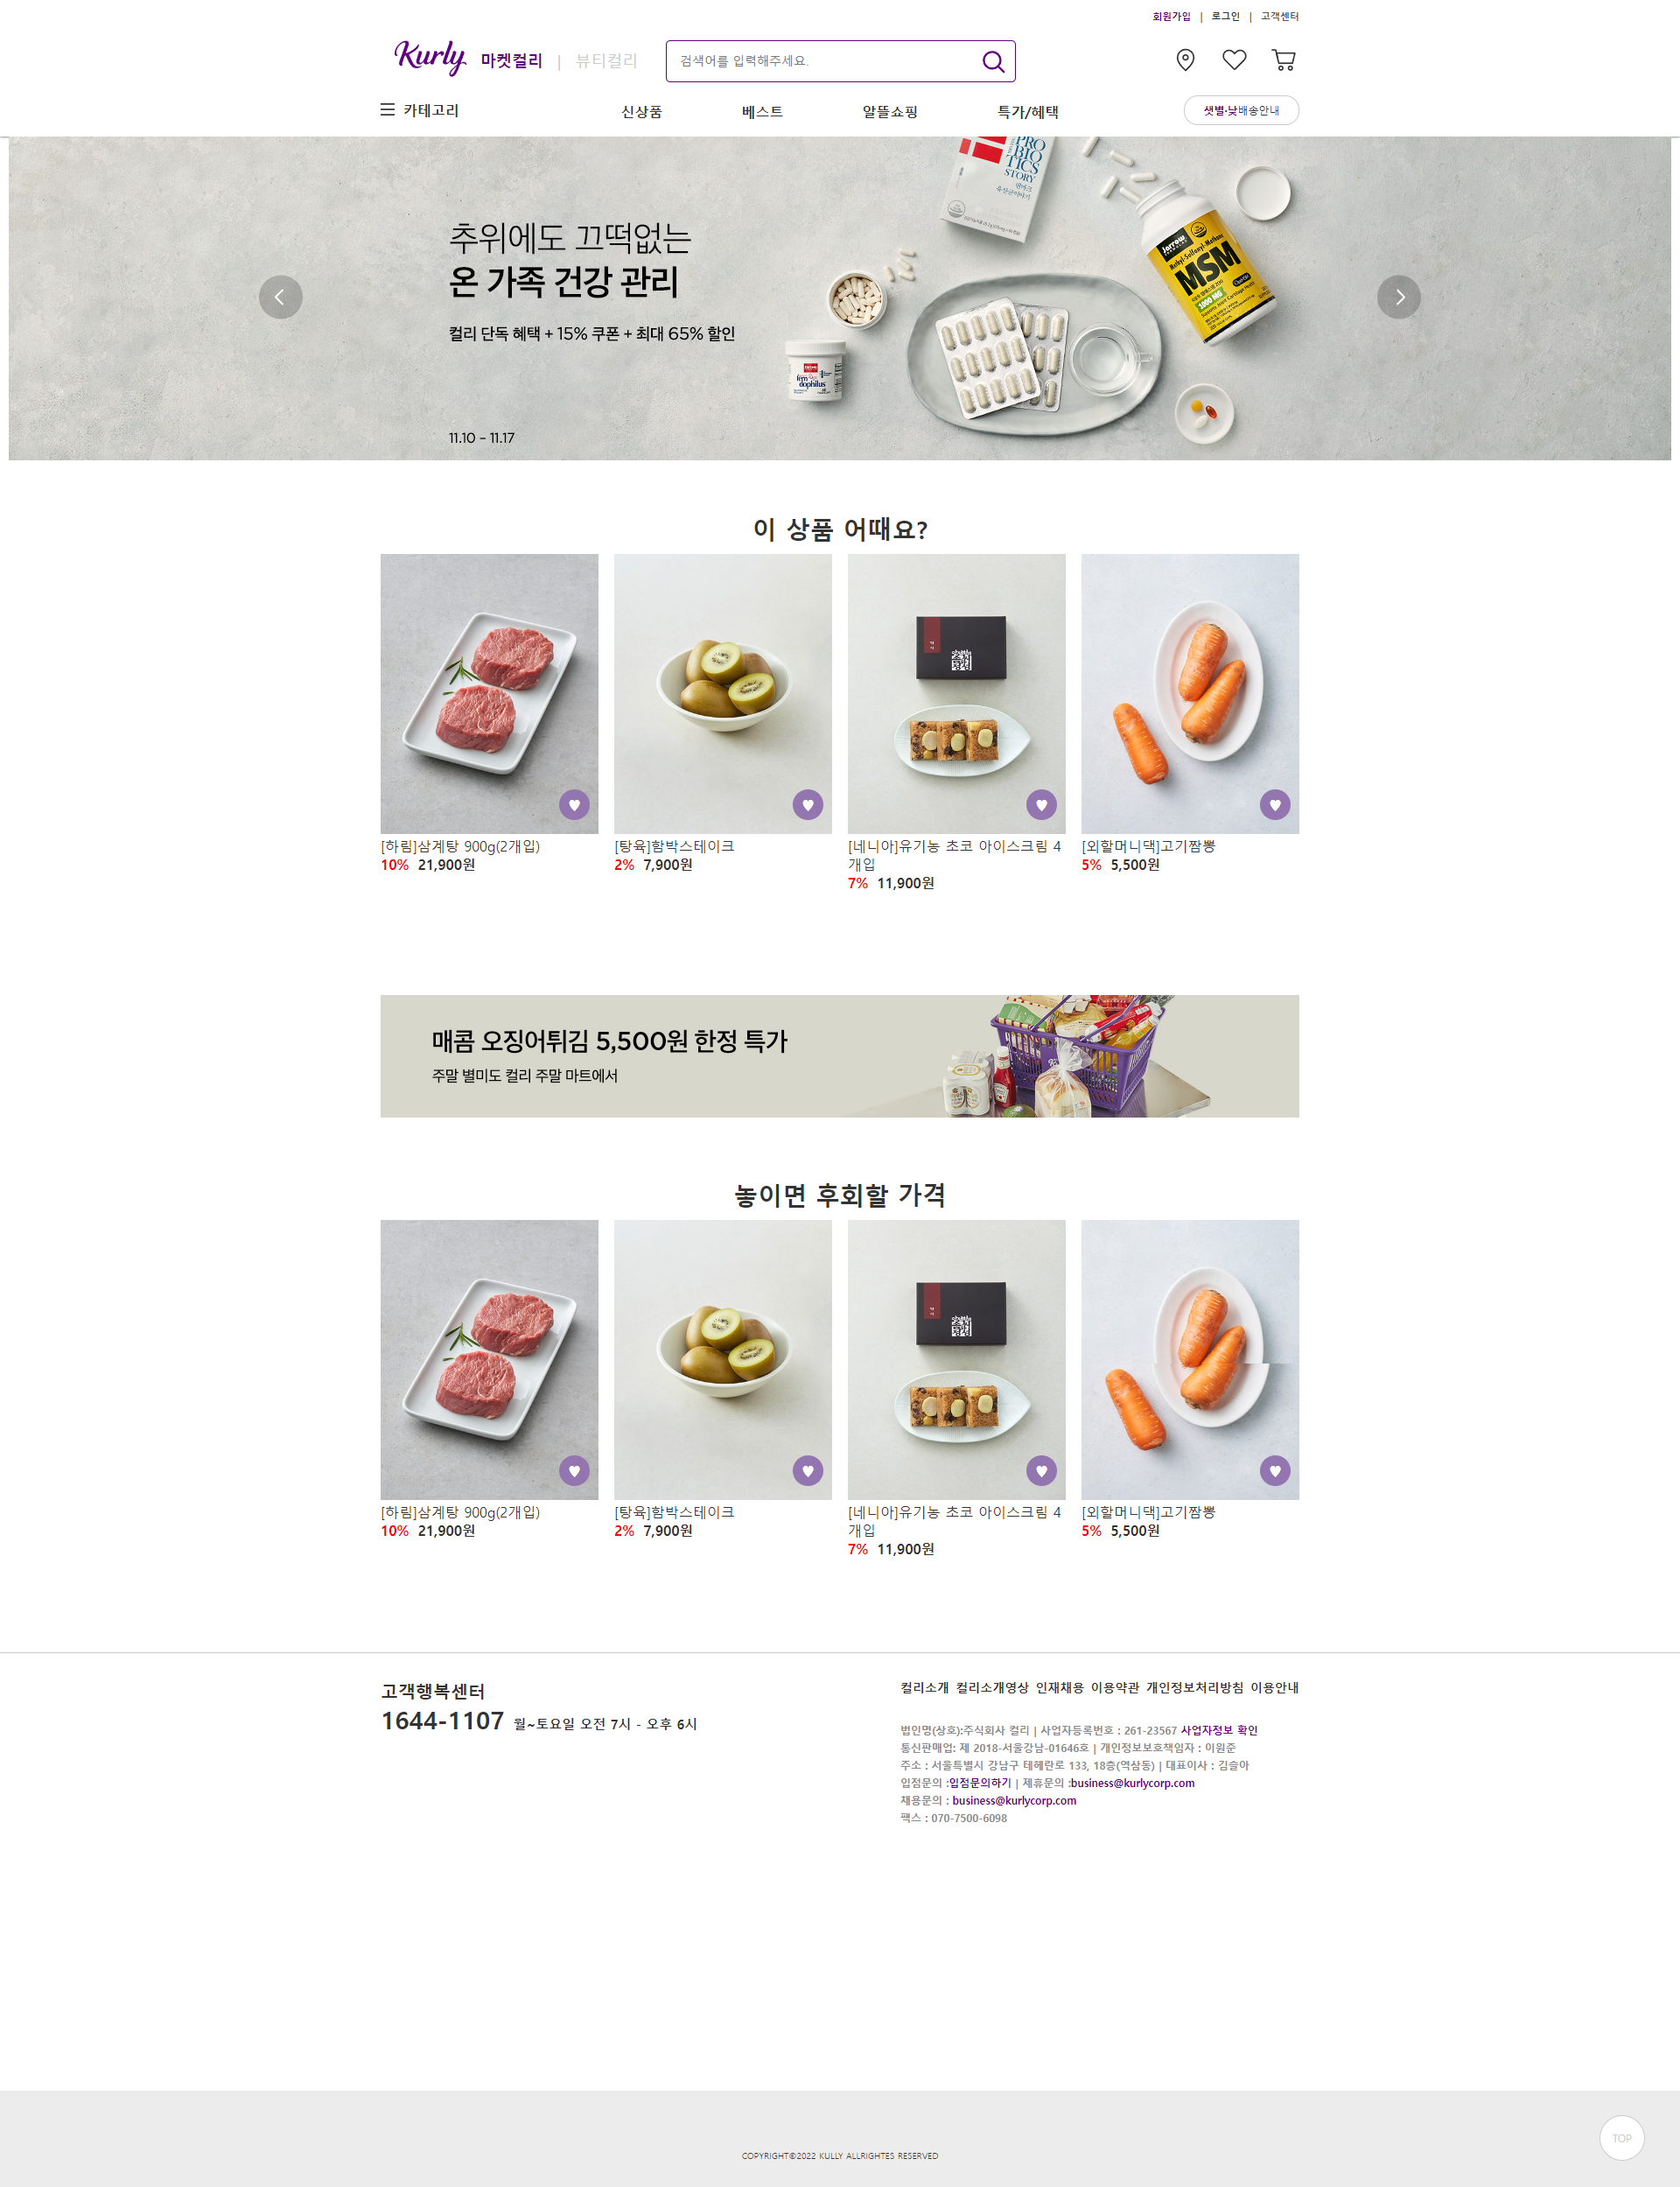 회원가입 | 로그인 | 고객센터
Kurly 마켓컬리 | 뷰티컬리
검색어를 입력해주세요.
카테고리 신상품 베스트 알뜰쇼핑 특가/혜택 샛별·낮배송안내
PRO
BIO
TICS
STORY
덴마크
유산균이야기
추위에도 끄떡없는
온 가족 건강 관리
컬리 단독 혜택 + 15% 쿠폰 + 최대 65% 할인
11.10 – 11.17
Jarrow
Methyl-Sulfonyl-Methane
MSM
1000 MG
fem
dophilus
이 상품 어때요?
[하림]삼계탕 900g(2개입)
10% 21,900원
[탕육]함박스테이크
2% 7,900원
[네니아]유기농 초코 아이스크림 4
개입
7% 11,900원
[외할머니댁]고기짬뽕
5% 5,500원
매콤 오징어튀김 5,500원 한정 특가
주말 별미도 컬리 주말 마트에서
놓이면 후회할 가격
[하림]삼계탕 900g(2개입)
10% 21,900원
[탕육]함박스테이크
2% 7,900원
[네니아]유기농 초코 아이스크림 4
개입
7% 11,900원
[외할머니댁]고기짬뽕
5% 5,500원
고객행복센터
1644-1107 월~토요일 오전 7시 - 오후 6시
컬리소개 컬리소개영상 인재채용 이용약관 개인정보처리방침 이용안내
법인명(상호):주식회사 컬리 | 사업자등록번호 : 261-23567 사업자정보 확인
통신판매업: 제 2018-서울강남-01646호 | 개인정보보호책임자 : 이원준
주소 : 서울특별시 강남구 테헤란로 133, 18층(역삼동) | 대표이사 : 김슬아
입점문의 :입점문의하기 | 제휴문의 :business@kurlycorp.com
채용문의 : business@kurlycorp.com
팩스 : 070-7500-6098
TOP
COPYRIGHT©2022 KULLY ALLRIGHTES RESERVED